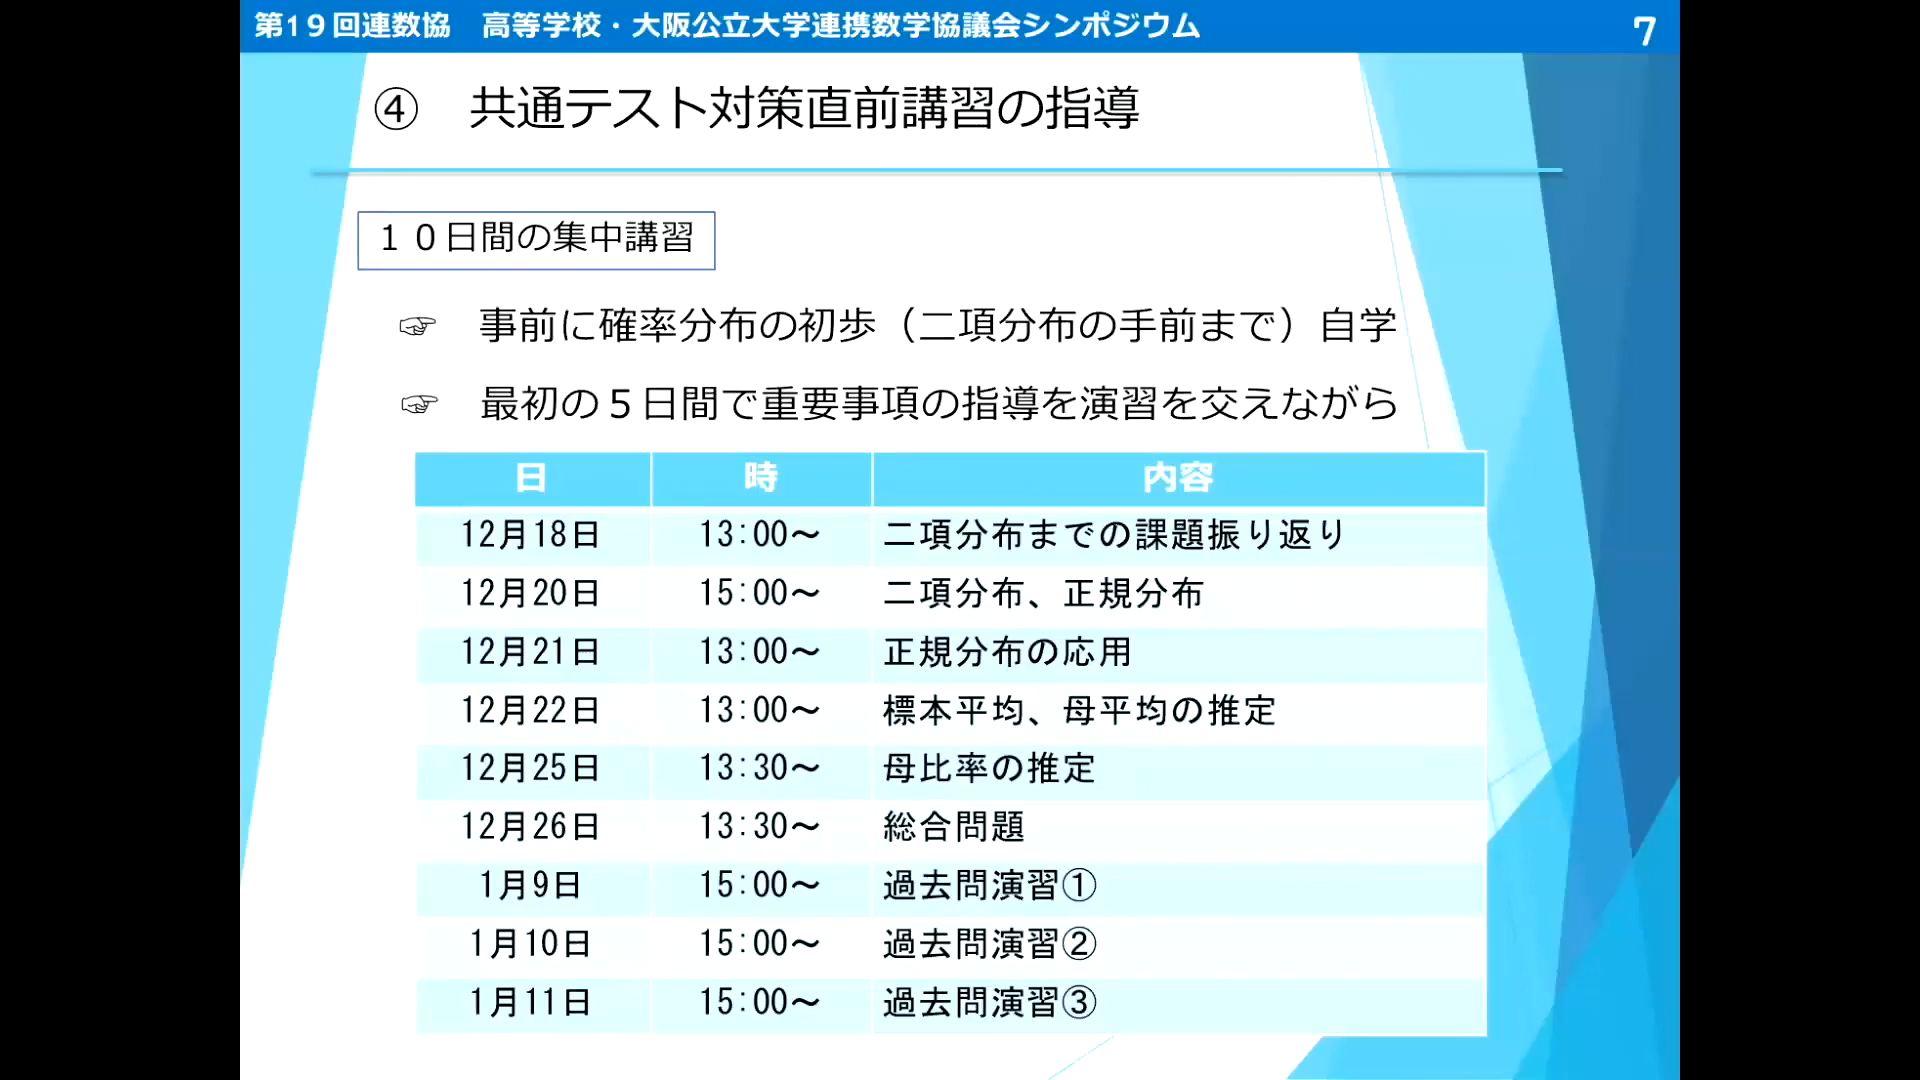 第19回連数協　高等学校・大阪公立大学連携数学協議会シンポジウム
7
④　共通テスト対策直前講習の指導
１０日間の集中講習
☞　事前に確率分布の初歩（二項分布の手前まで）自学
☞　最初の５日間で重要事項の指導を演習を交えながら
日 時 内容
12月18日 13:00～ 二項分布までの課題振り返り
12月20日 15:00～ 二項分布、正規分布
12月21日 13:00～ 正規分布の応用
12月22日 13:00～ 標本平均、母平均の推定
12月25日 13:30～ 母比率の推定
12月26日 13:30～ 総合問題
1月9日 15:00～ 過去問演習①
1月10日 15:00～ 過去問演習②
1月11日 15:00～ 過去問演習③